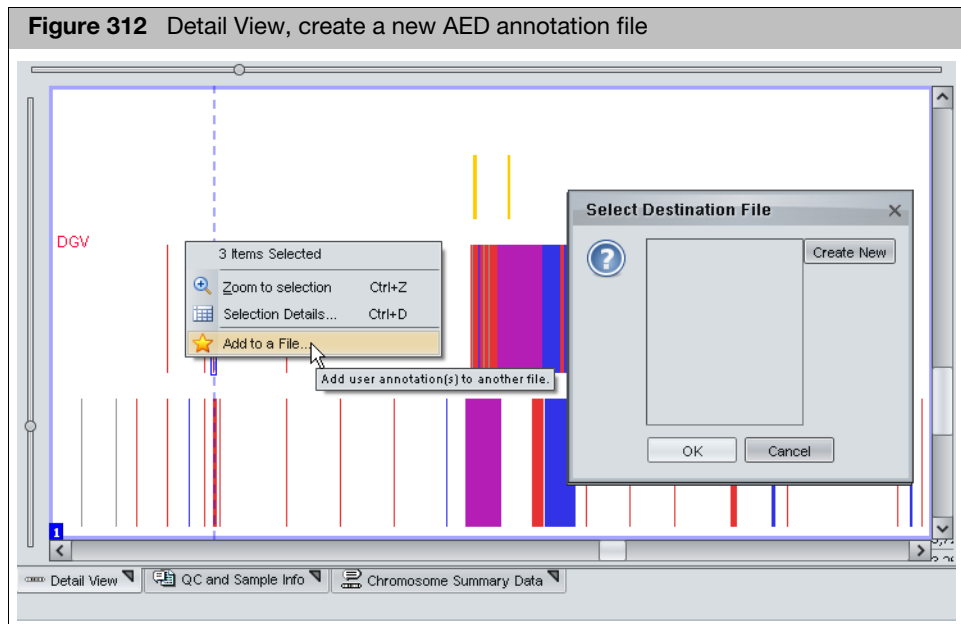 Figure 312 Detail View, create a new AED annotation file
DGV
3 Items Selected
Zoom to selection Ctrl+Z
Selection Details... Ctrl+D
Add to a File...
Add user annotation(s) to another file.
Select Destination File
Create New
OK Cancel
1
Detail View QC and Sample Info Chromosome Summary Data